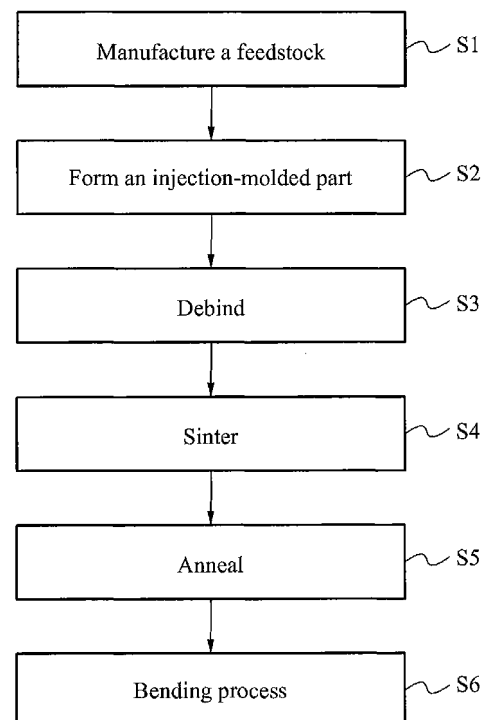 Manufacture a feedstock S1
Form an injection-molded part S2
Debind S3
Sinter S4
Anneal S5
Bending process S6